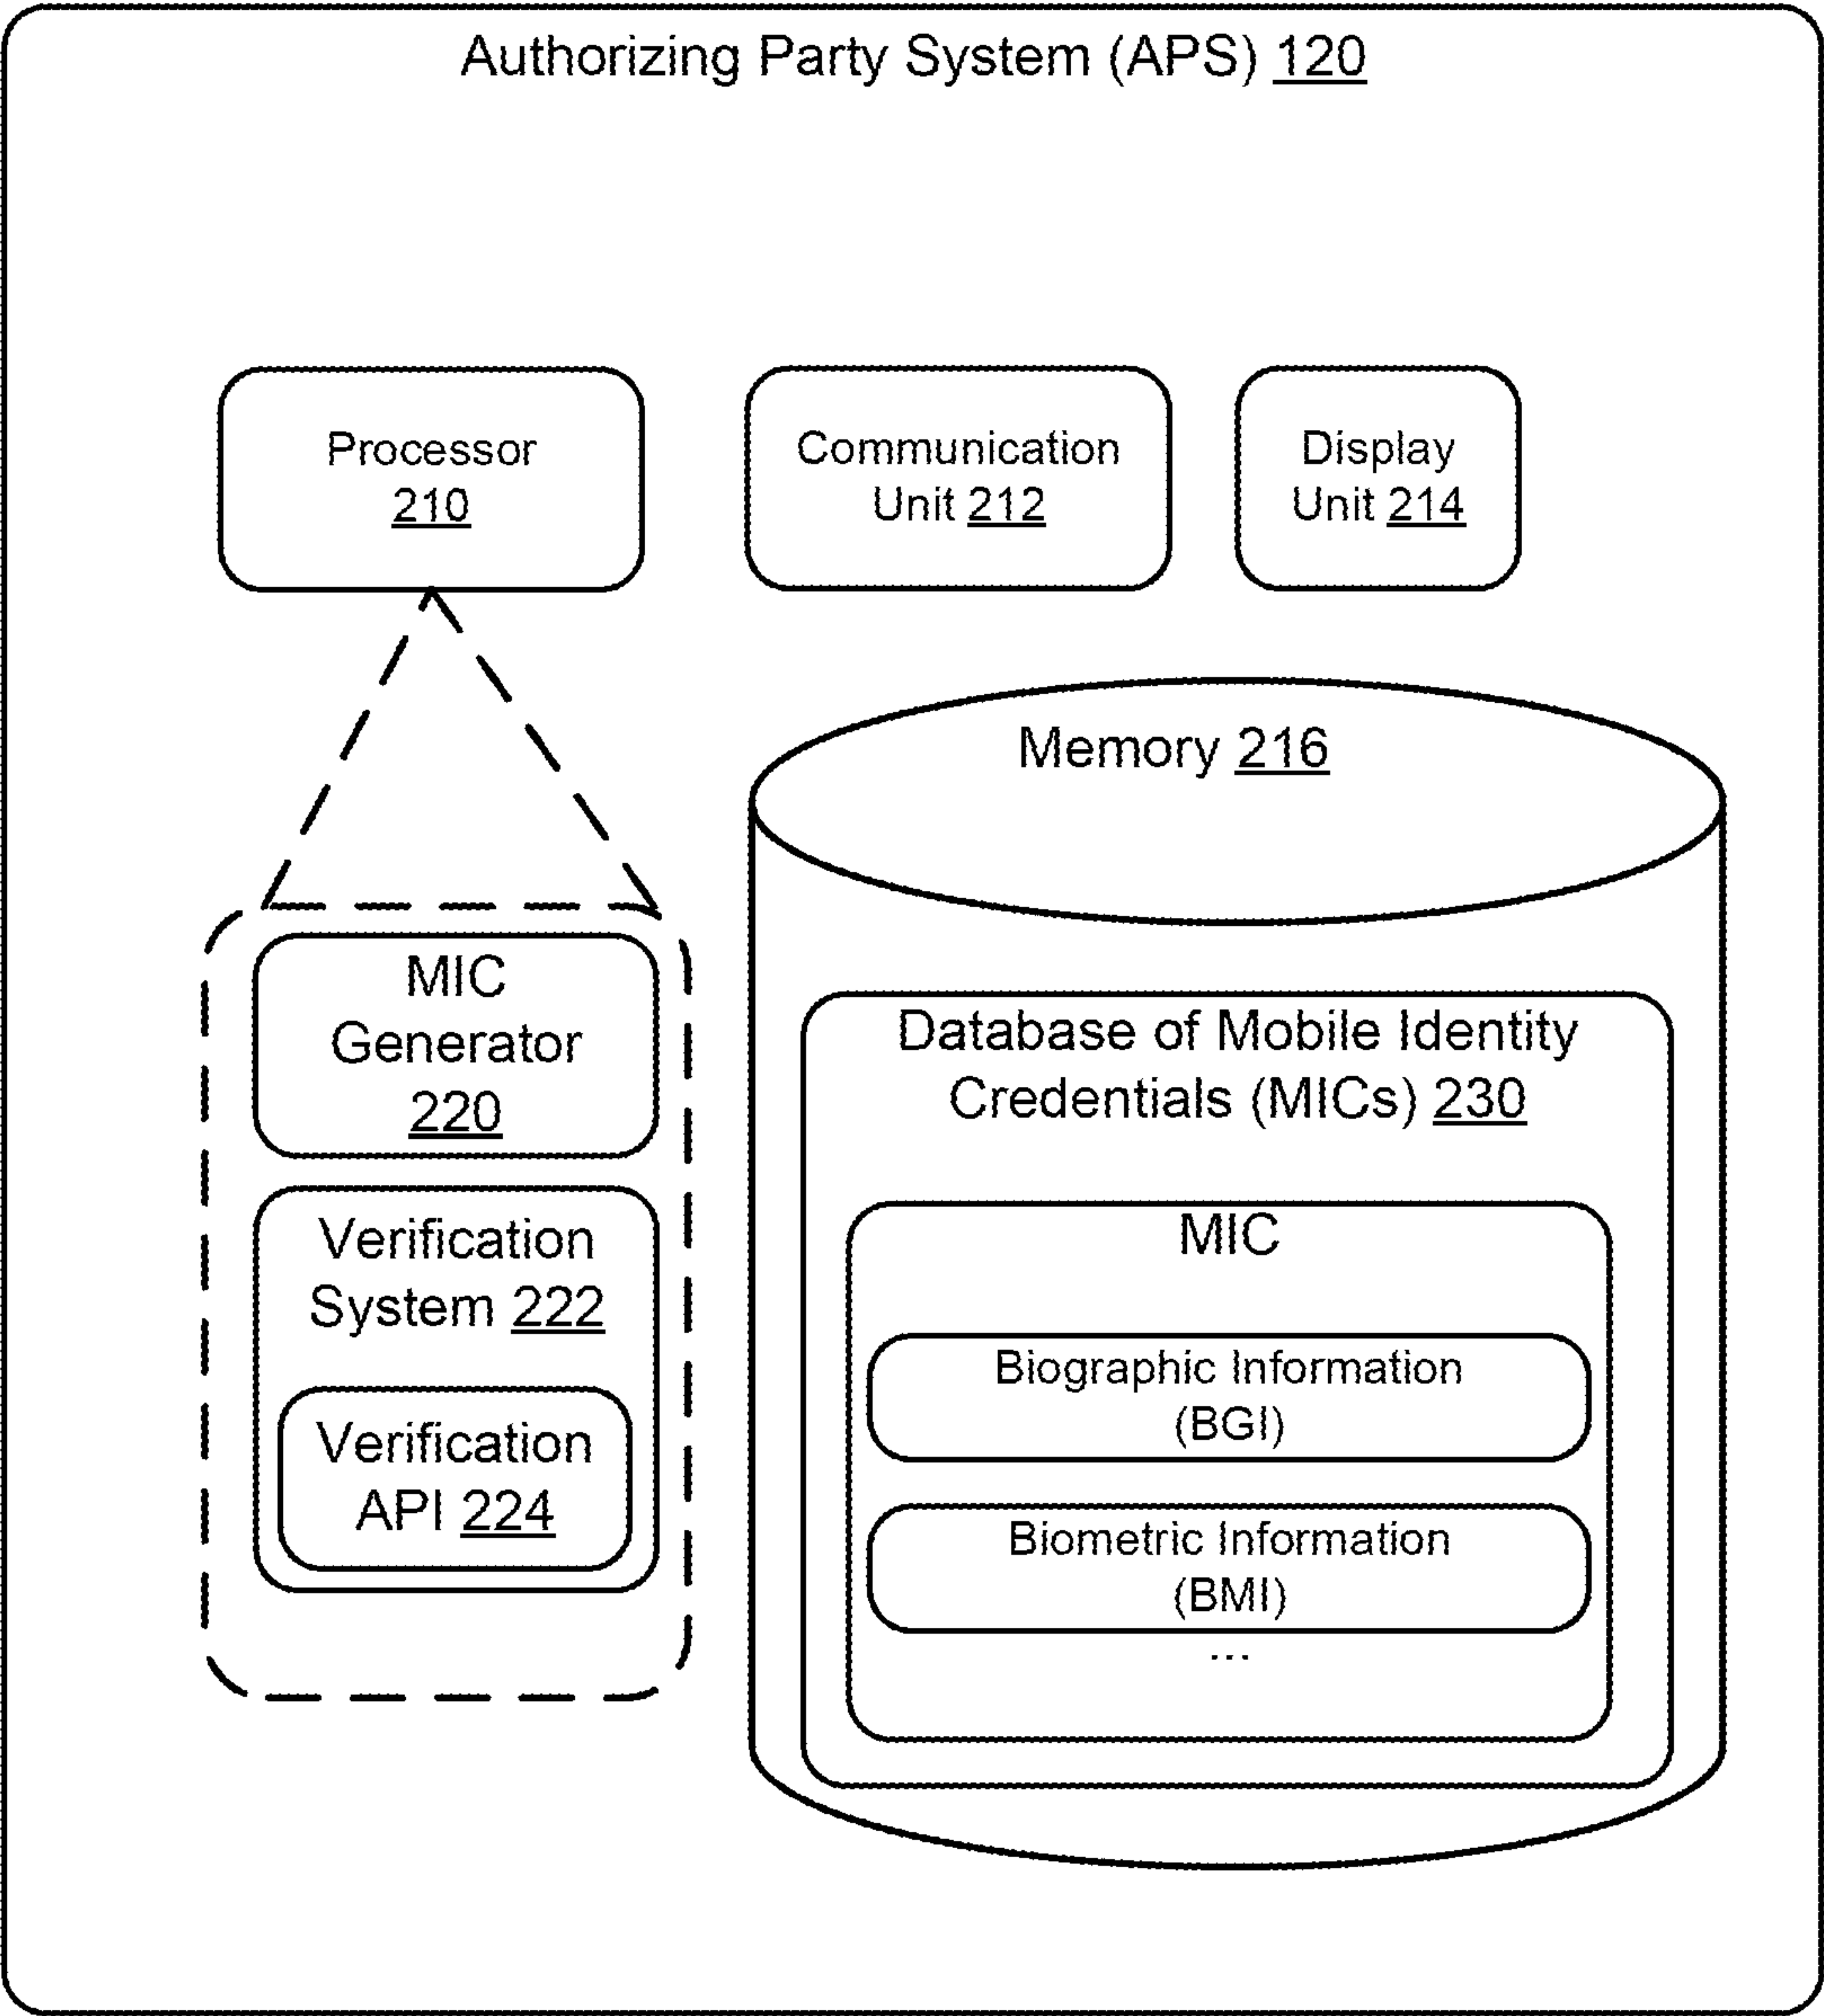 Authorizing Party System (APS) 120
Processor
210
Communication
Unit 212
Display
Unit 214
Memory 216
MIC
Generator
220
Verification
System 222
Verification
API 224
Database of Mobile Identity
Credentials (MICs) 230
MIC
Biographic Information
(BGI)
Biometric Information
(BMI)
...